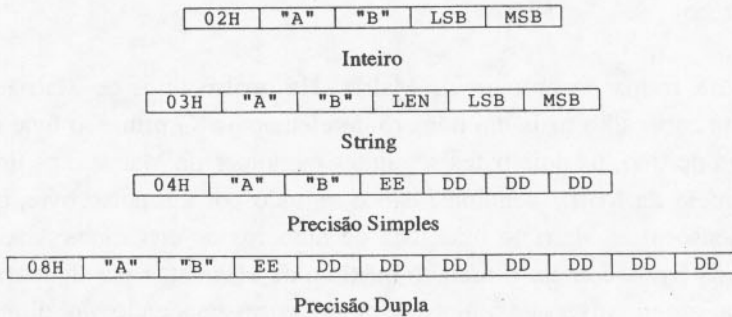 02H "A" "B" LSB MSB
Inteiro
03H "A" "B" LEN LSB MSB
String
04H "A" "B" EE DD DD DD
Precisão Simples
08H "A" "B" EE DD DD DD DD DD DD DD
Precisão Dupla